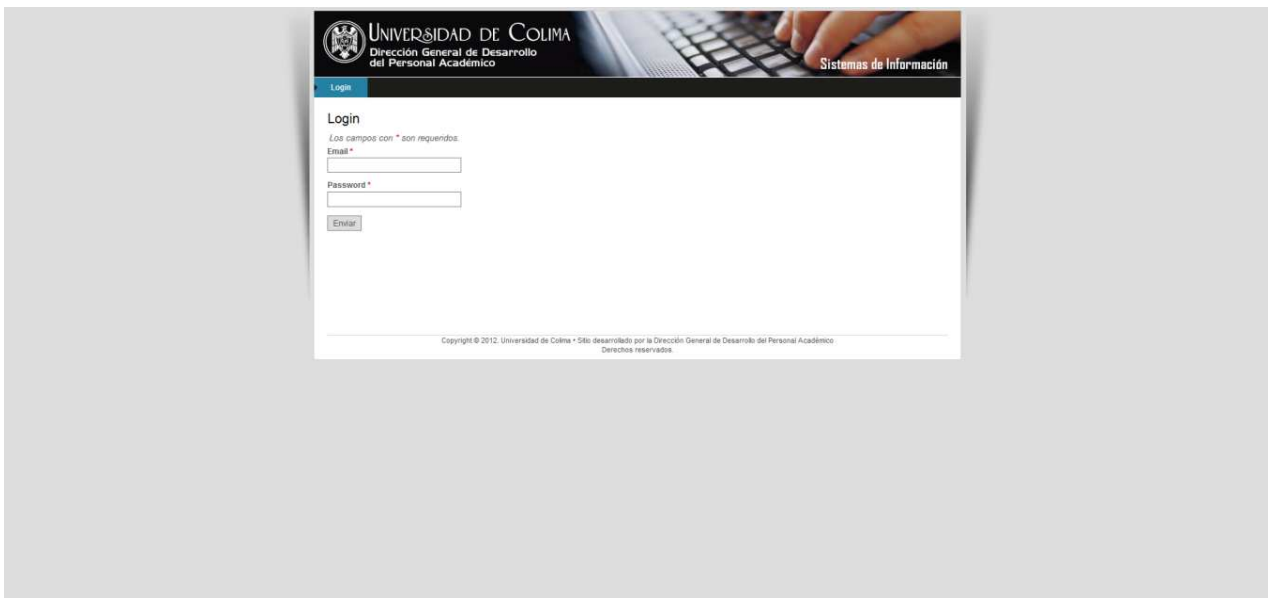 UNIVERSIDAD DE COLIMA
Dirección General de Desarrollo
del Personal Académico
Sistemas de Información
Login
Login
Los campos con * son requeridos.
Email *
Password *
Enviar
Copyright © 2012. Universidad de Colima • Sitio desarrollado por la Dirección General de Desarrollo del Personal Académico
Derechos reservados.